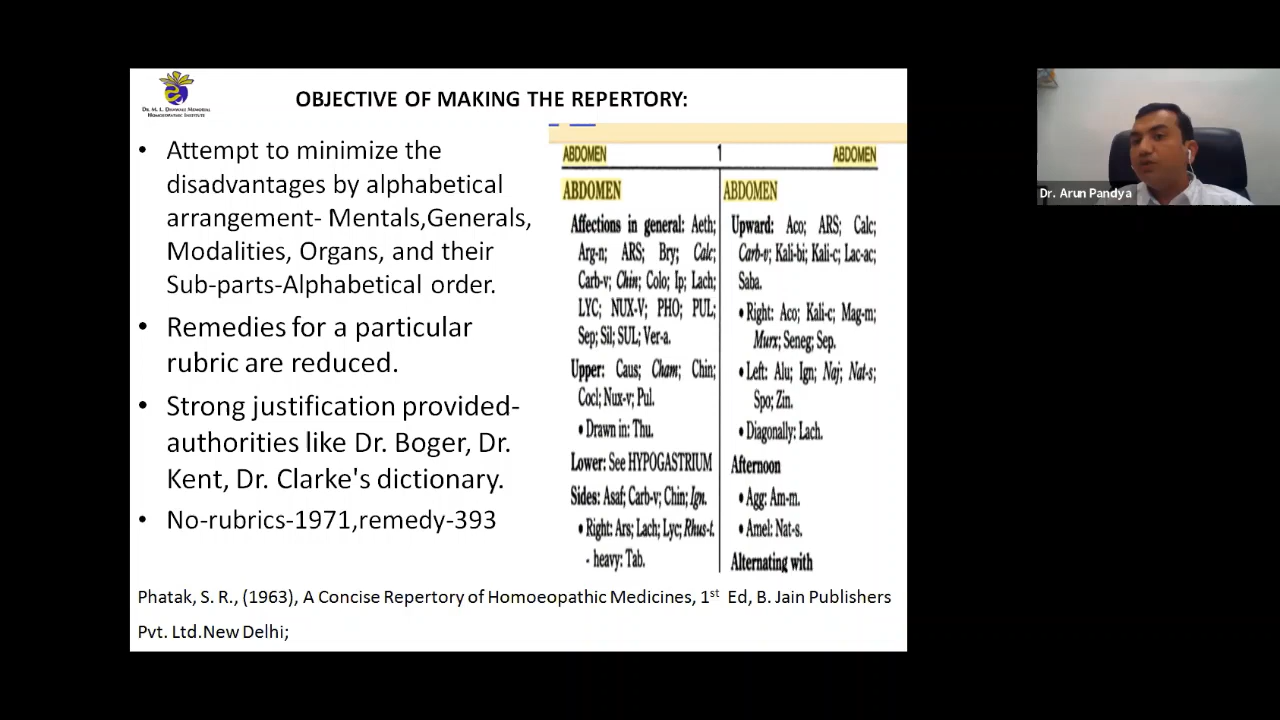 DR. M. L. DHAWALE MEMORIAL
HOMOEOPATHIC INSTITUTE
OBJECTIVE OF MAKING THE REPERTORY:
• Attempt to minimize the
disadvantages by alphabetical
arrangement- Mentals,Generals,
Modalities, Organs, and their
Sub-parts-Alphabetical order.
• Remedies for a particular
rubric are reduced.
• Strong justification provided-
authorities like Dr. Boger, Dr.
Kent, Dr. Clarke's dictionary.
• No-rubrics-1971,remedy-393
ABDOMEN 1 ABDOMEN
ABDOMEN
Affections in general: Aeth;
Arg-n; ARS; Bry; Calc;
Carb-v; Chin; Colo; Ip; Lach;
LYC; NUX-V; PHO; PUL;
Sep; Sil; SUL; Ver-a.
Upper: Caus; Cham; Chin;
Cocl; Nux-v; Pul.
• Drawn in: Thu.
Lower: See HYPOGASTRIUM
Sides: Asaf; Carb-v; Chin; Ign.
• Right: Ars; Lach; Lyc; Rhus-t.
- heavy: Tab.
ABDOMEN
Upward: Aco; ARS; Calc;
Carb-v; Kali-bi; Kali-c; Lac-ac;
Saba.
• Right: Aco; Kali-c; Mag-m;
Murx; Seneg; Sep.
• Left: Alu; Ign; Naj; Nat-s;
Spo; Zin.
• Diagonally: Lach.
Afternoon
• Agg: Am-m.
• Amel: Nat-s.
Alternating with
Phatak, S. R., (1963), A Concise Repertory of Homoeopathic Medicines, 1st Ed, B. Jain Publishers
Pvt. Ltd.New Delhi;
Dr. Arun Pandya